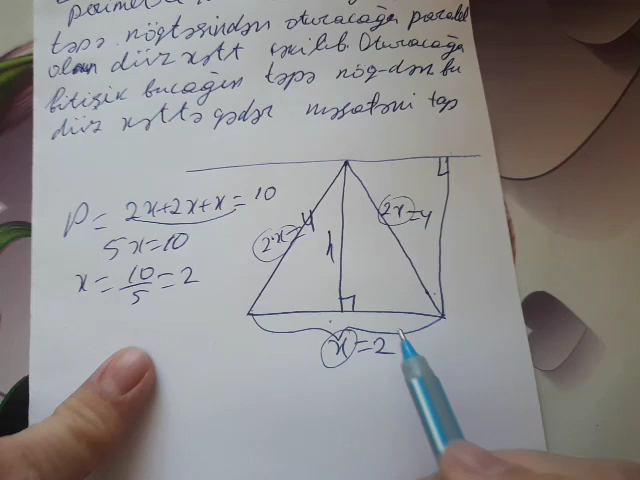 perimet
təpə nöqtəsindən oturacağa paralel
olan düz xətt çəkilib. Oturacağa
bitişik bucağın təpə nöq-dən bu
düz xəttə qədər məsafəni tap
P = 2x+2x+x = 10
5x = 10
x = 10/5 = 2
2x = 4
h
2x = 4
x = 2